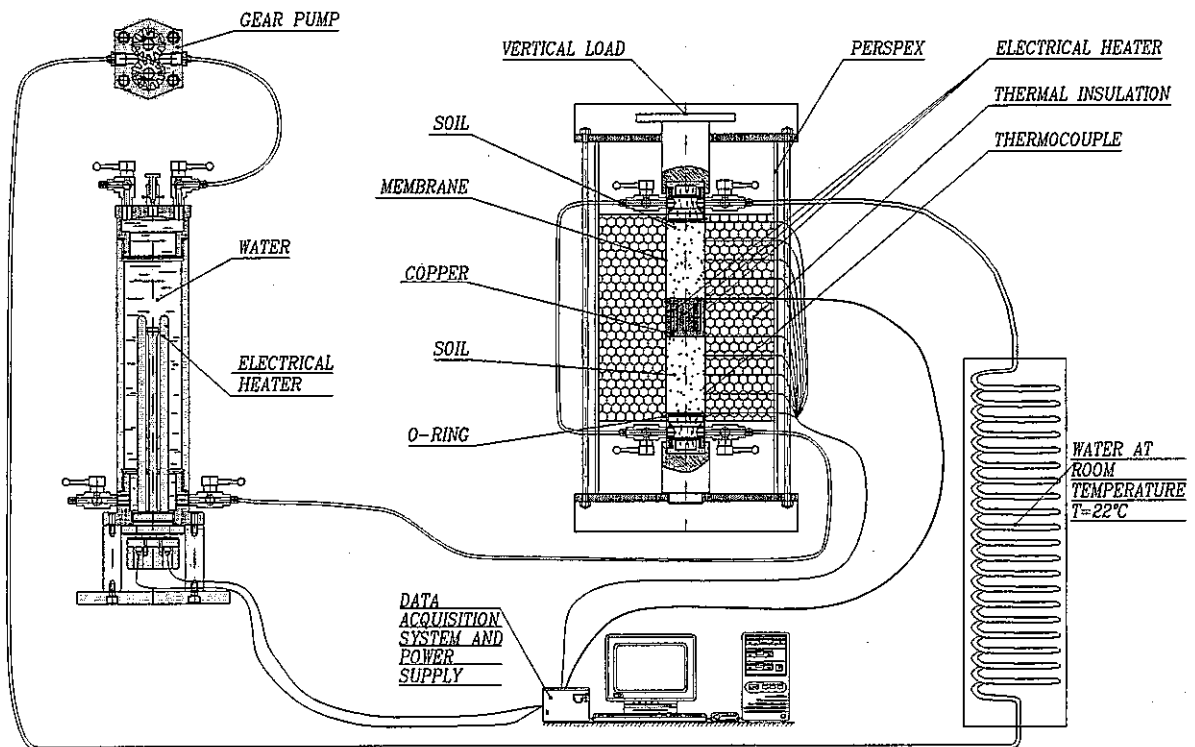 GEAR PUMP
VERTICAL LOAD
PERSPEX
ELECTRICAL HEATER
THERMAL INSULATION
THERMOCOUPLE
SOIL
MEMBRANE
WATER
COPPER
SOIL
ELECTRICAL
HEATER
O-RING
WATER AT
ROOM
TEMPERATURE
T=22°C
DATA
ACQUISITION
SYSTEM AND
POWER
SUPPLY